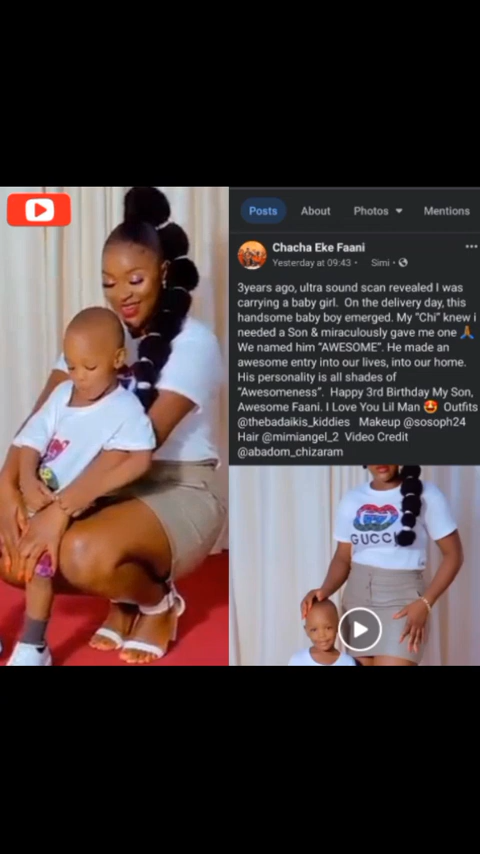 Posts About Photos Mentions
Chacha Eke Faani
Yesterday at 09:43 · Simi ·
3years ago, ultra sound scan revealed I was
carrying a baby girl. On the delivery day, this
handsome baby boy emerged. My “Chi” knew i
needed a Son & miraculously gave me one 🙏🏾
We named him “AWESOME”. He made an
awesome entry into our lives, into our home.
His personality is all shades of
“Awesomeness”. Happy 3rd Birthday My Son,
Awesome Faani. I Love You Lil Man 🤩 Outfits
@thebadaikis_kiddies Makeup @sosoph24
Hair @mimiangel_2 Video Credit
@abadom_chizaram
GUCCI